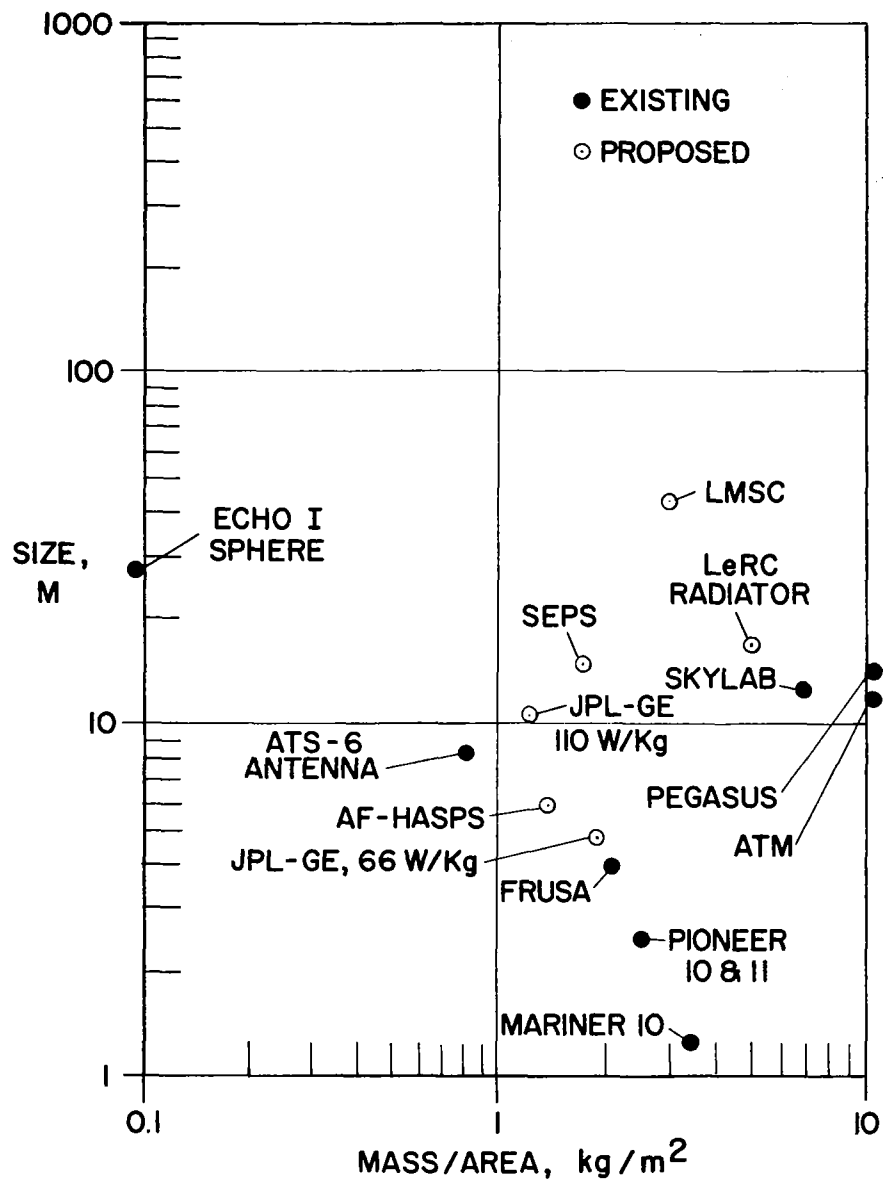 1000
EXISTING
PROPOSED
100
LMSC
ECHO I
SPHERE
SIZE,
M
LeRC
RADIATOR
SEPS
SKYLAB
JPL-GE
110 W/Kg
10
ATS-6
ANTENNA
PEGASUS
AF-HASPS
ATM
JPL-GE, 66 W/Kg
FRUSA
PIONEER
10 & 11
MARINER 10
1
0.1
1
10
MASS/AREA, kg/m²